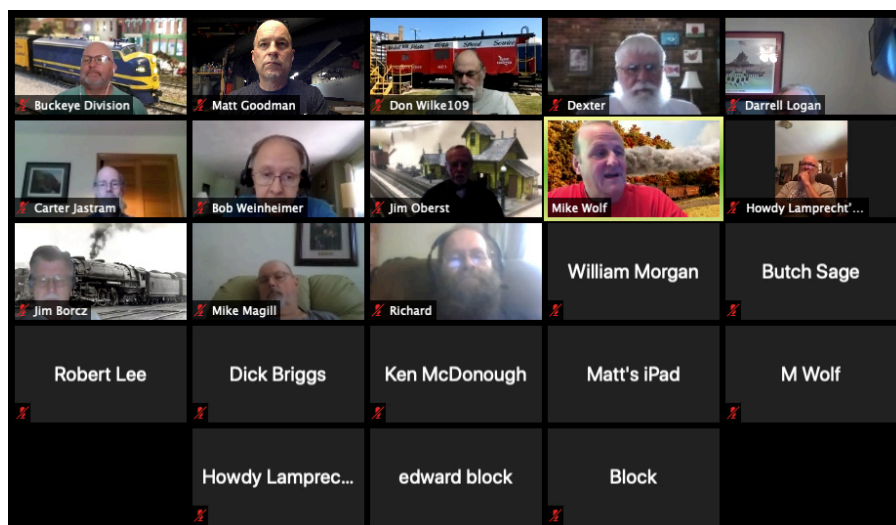 Buckeye Division
Matt Goodman
Don Wilke109
Dexter
Darrell Logan
Carter Jastram
Bob Weinheimer
Jim Oberst
Mike Wolf
Howdy Lamprecht'...
Jim Borcz
Mike Magill
Richard
William Morgan
Butch Sage
Robert Lee
Dick Briggs
Ken McDonough
Matt's iPad
M Wolf
Howdy Lamprec...
edward block
Block